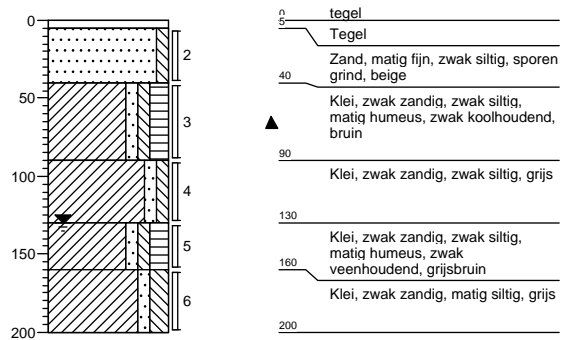 0
50
100
150
200
2
3
4
5
6
0
tegel
5
Tegel
Zand, matig fijn, zwak siltig, sporen
grind, beige
40
Klei, zwak zandig, zwak siltig,
matig humeus, zwak koolhoudend,
bruin
90
Klei, zwak zandig, zwak siltig, grijs
130
Klei, zwak zandig, zwak siltig,
matig humeus, zwak
veenhoudend, grijsbruin
160
Klei, zwak zandig, matig siltig, grijs
200